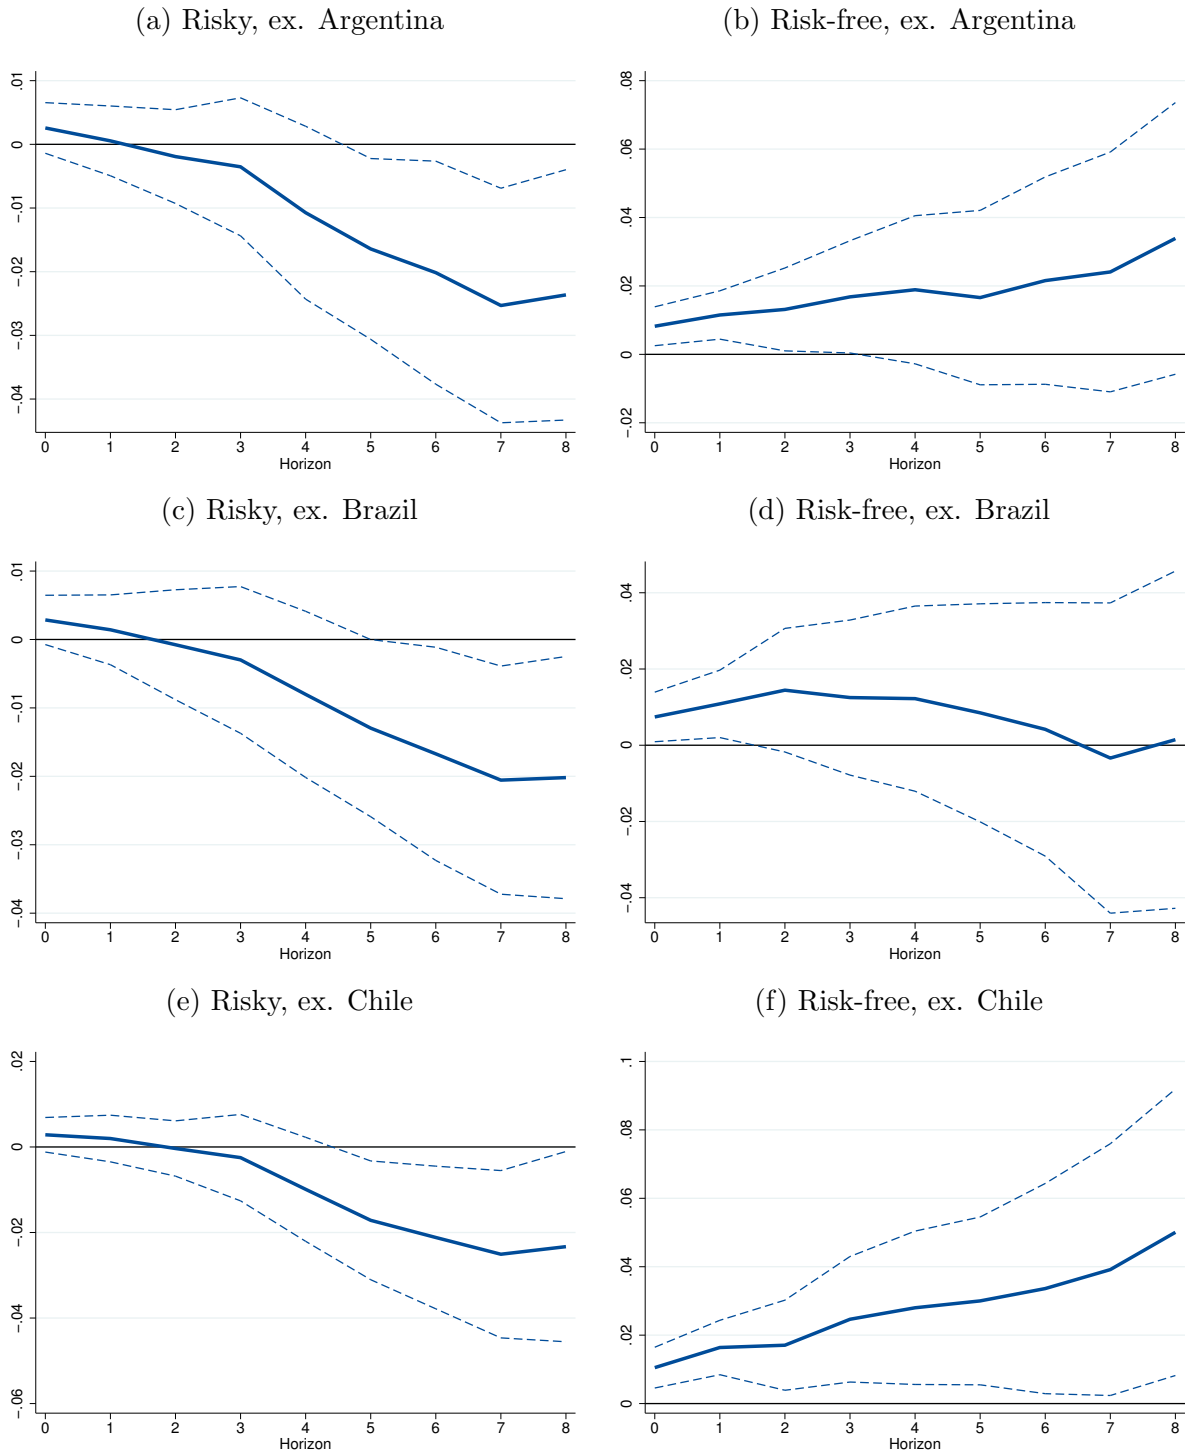 (a) Risky, ex. Argentina
.01
0
-.01
-.02
-.03
-.04
0 1 2 3 4 5 6 7 8
Horizon
(b) Risk-free, ex. Argentina
.08
.06
.04
.02
0
-.02
0 1 2 3 4 5 6 7 8
Horizon
(c) Risky, ex. Brazil
.01
0
-.01
-.02
-.03
-.04
0 1 2 3 4 5 6 7 8
Horizon
(d) Risk-free, ex. Brazil
.04
.02
0
-.02
-.04
0 1 2 3 4 5 6 7 8
Horizon
(e) Risky, ex. Chile
.02
0
-.02
-.04
-.06
0 1 2 3 4 5 6 7 8
Horizon
(f) Risk-free, ex. Chile
.1
.08
.06
.04
.02
0
0 1 2 3 4 5 6 7 8
Horizon